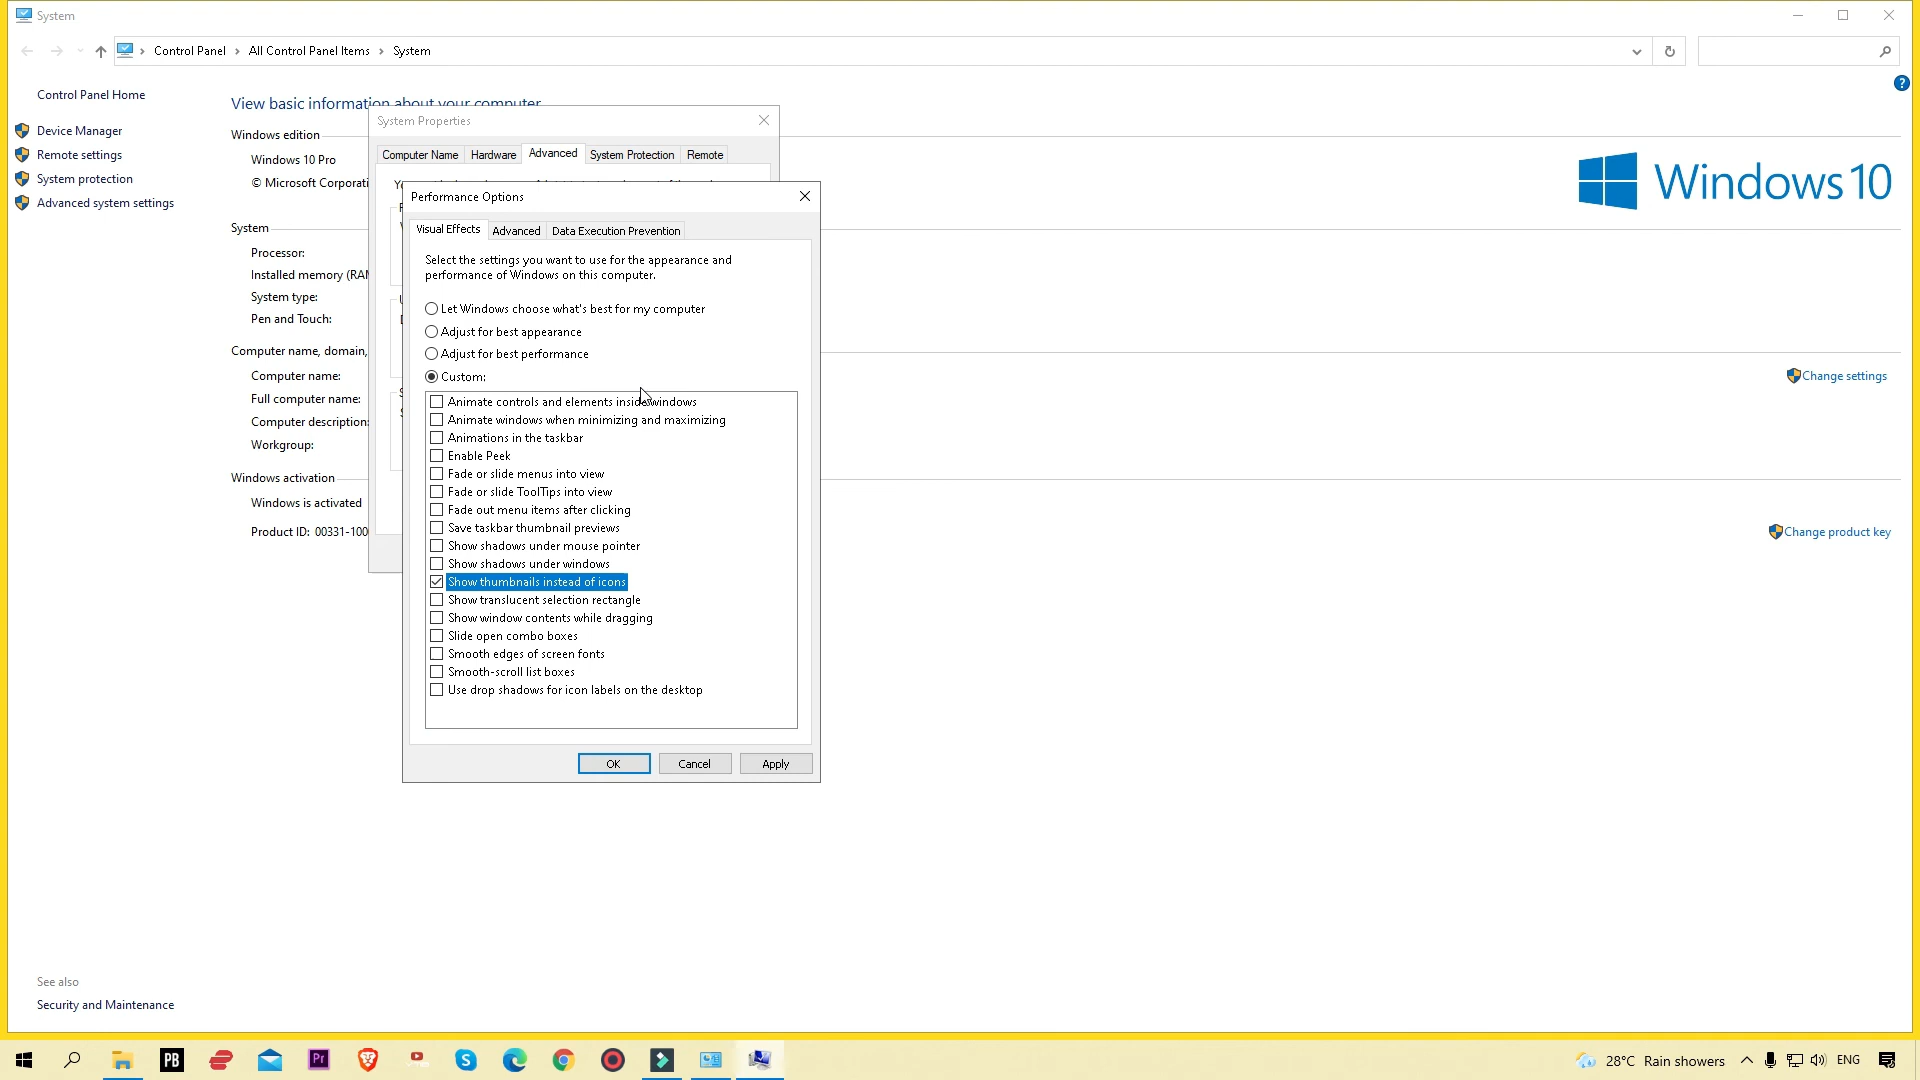 System
Control Panel > All Control Panel Items > System
Control Panel Home
Device Manager
Remote settings
System protection
Advanced system settings
See also
Security and Maintenance
View basic information about your computer
Windows edition
Windows 10 Pro
© Microsoft Corporati
System
Processor:
Installed memory (RAM
System type:
Pen and Touch:
Computer name, domain,
Computer name:
Full computer name:
Computer description:
Workgroup:
Windows activation
Windows is activated
Product ID: 00331-100
Windows 10
Change settings
Change product key
System Properties
Computer Name
Hardware
Advanced
System Protection
Remote
Performance Options
Visual Effects
Advanced
Data Execution Prevention
Select the settings you want to use for the appearance and
performance of Windows on this computer.
Let Windows choose what's best for my computer
Adjust for best appearance
Adjust for best performance
Custom:
Animate controls and elements inside windows
Animate windows when minimizing and maximizing
Animations in the taskbar
Enable Peek
Fade or slide menus into view
Fade or slide ToolTips into view
Fade out menu items after clicking
Save taskbar thumbnail previews
Show shadows under mouse pointer
Show shadows under windows
Show thumbnails instead of icons
Show translucent selection rectangle
Show window contents while dragging
Slide open combo boxes
Smooth edges of screen fonts
Smooth-scroll list boxes
Use drop shadows for icon labels on the desktop
OK
Cancel
Apply
PB
Pr
28°C Rain showers
ENG